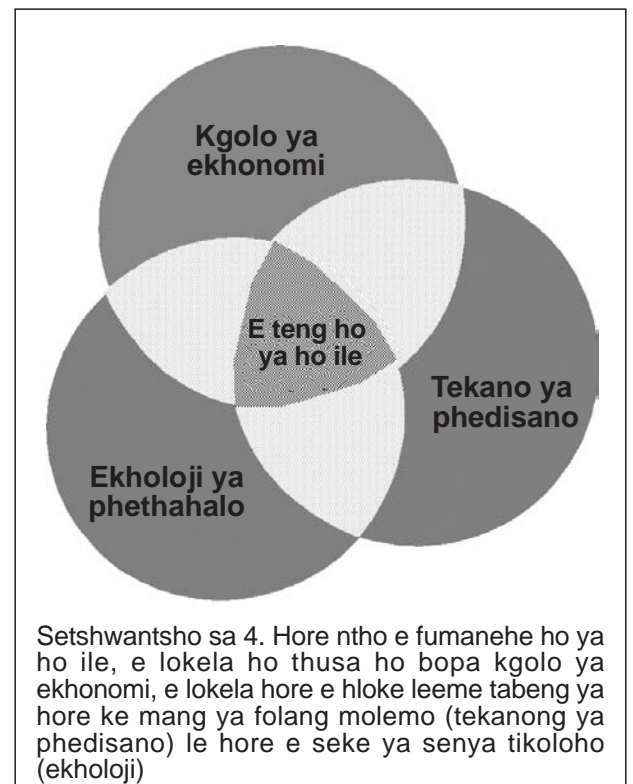 Kgolo ya
ekhonomi
E teng ho
ya ho ile
Tekano ya
phedisano
Ekholoji ya
phethahalo
Setshwantsho sa 4. Hore ntho e fumanehe ho ya
ho ile, e lokela ho thusa ho bopa kgolo ya
ekhonomi, e lokela hore e hloke leeme tabeng ya
hore ke mang ya folang molemo (tekanong ya
phedisano) le hore e seke ya senya tikoloho
(ekholoji)